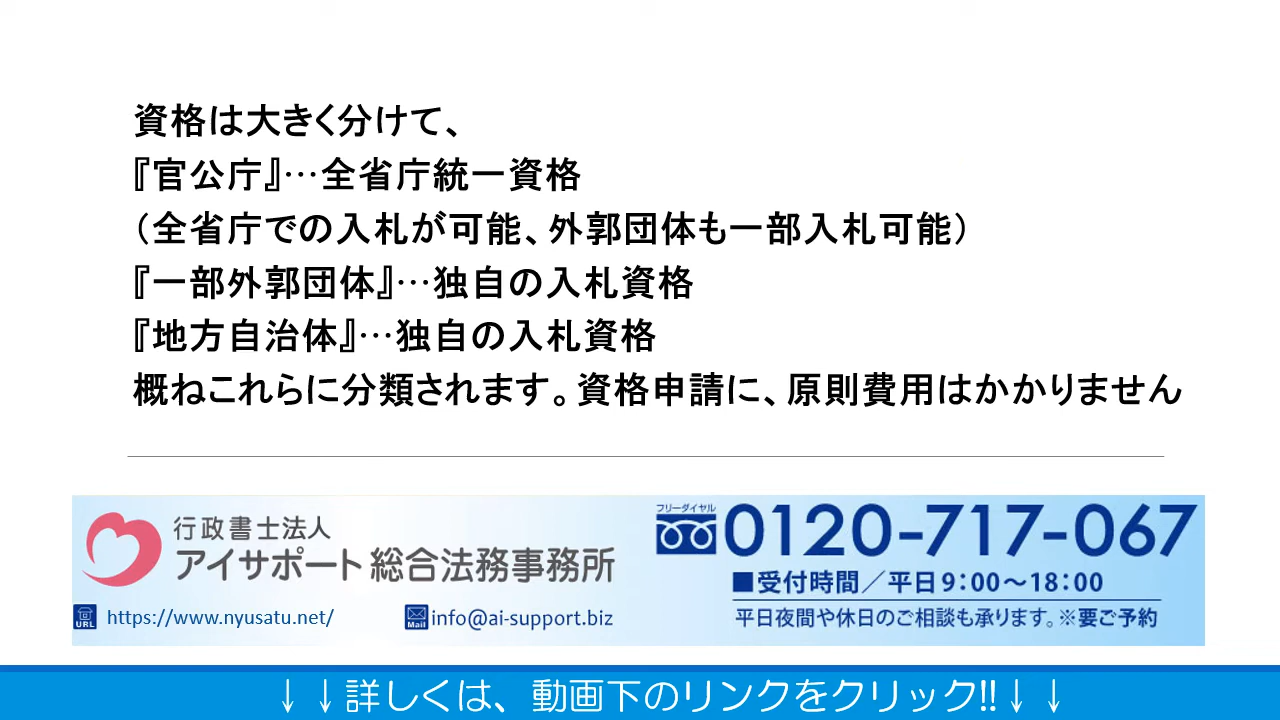 資格は大きく分けて、
『官公庁』…全省庁統一資格
（全省庁での入札が可能、外郭団体も一部入札可能）
『一部外郭団体』…独自の入札資格
『地方自治体』…独自の入札資格
概ねこれらに分類されます。資格申請に、原則費用はかかりません
行政書士法人
アイサポート 総合法務事務所
URL https://www.nyusatu.net/
Mail info@ai-support.biz
フリーダイヤル
0120-717-067
■受付時間／平日9：00～18：00
平日夜間や休日のご相談も承ります。※要ご予約
↓↓詳しくは、動画下のリンクをクリック!!↓↓